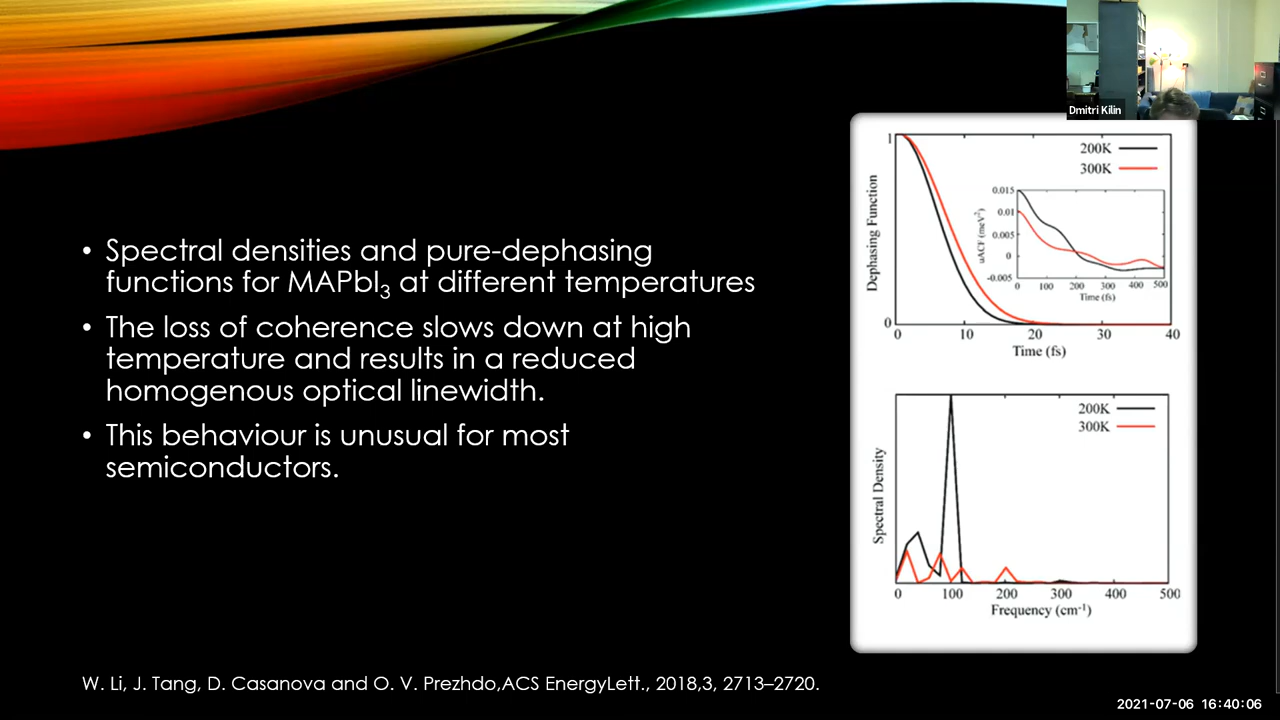 Dmitri Kilin
• Spectral densities and pure-dephasing
functions for MAPbI₃ at different temperatures
• The loss of coherence slows down at high
temperature and results in a reduced
homogenous optical linewidth.
• This behaviour is unusual for most
semiconductors.
1
0
Dephasing Function
200K
300K
0.015
0.01
0.005
0
-0.005
uACF (meV²)
0 100 200 300 400 500
Time (fs)
0 10 20 30 40
Time (fs)
Spectral Density
200K
300K
0 100 200 300 400 500
Frequency (cm⁻¹)
W. Li, J. Tang, D. Casanova and O. V. Prezhdo,ACS EnergyLett., 2018,3, 2713–2720.
2021-07-06 16:40:06